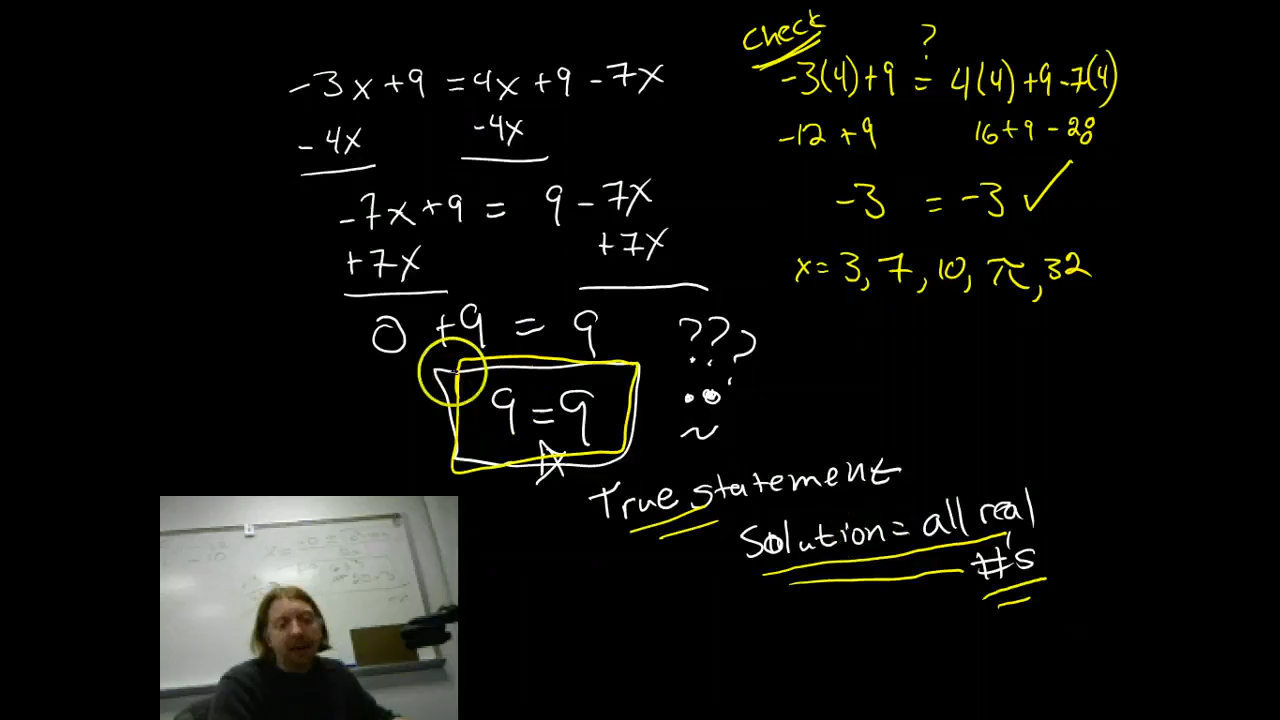 -3x+9 = 4x+9-7x
-4x -4x
-7x+9 = 9-7x
+7x +7x
0 +9 = 9 ???
9 = 9
True statement
Solution = all real
#'s
Check
?
-3(4)+9 = 4(4)+9-7(4)
-12 +9 16+9-28
-3 = -3 ✓
x= 3, 7, 10, π, 32